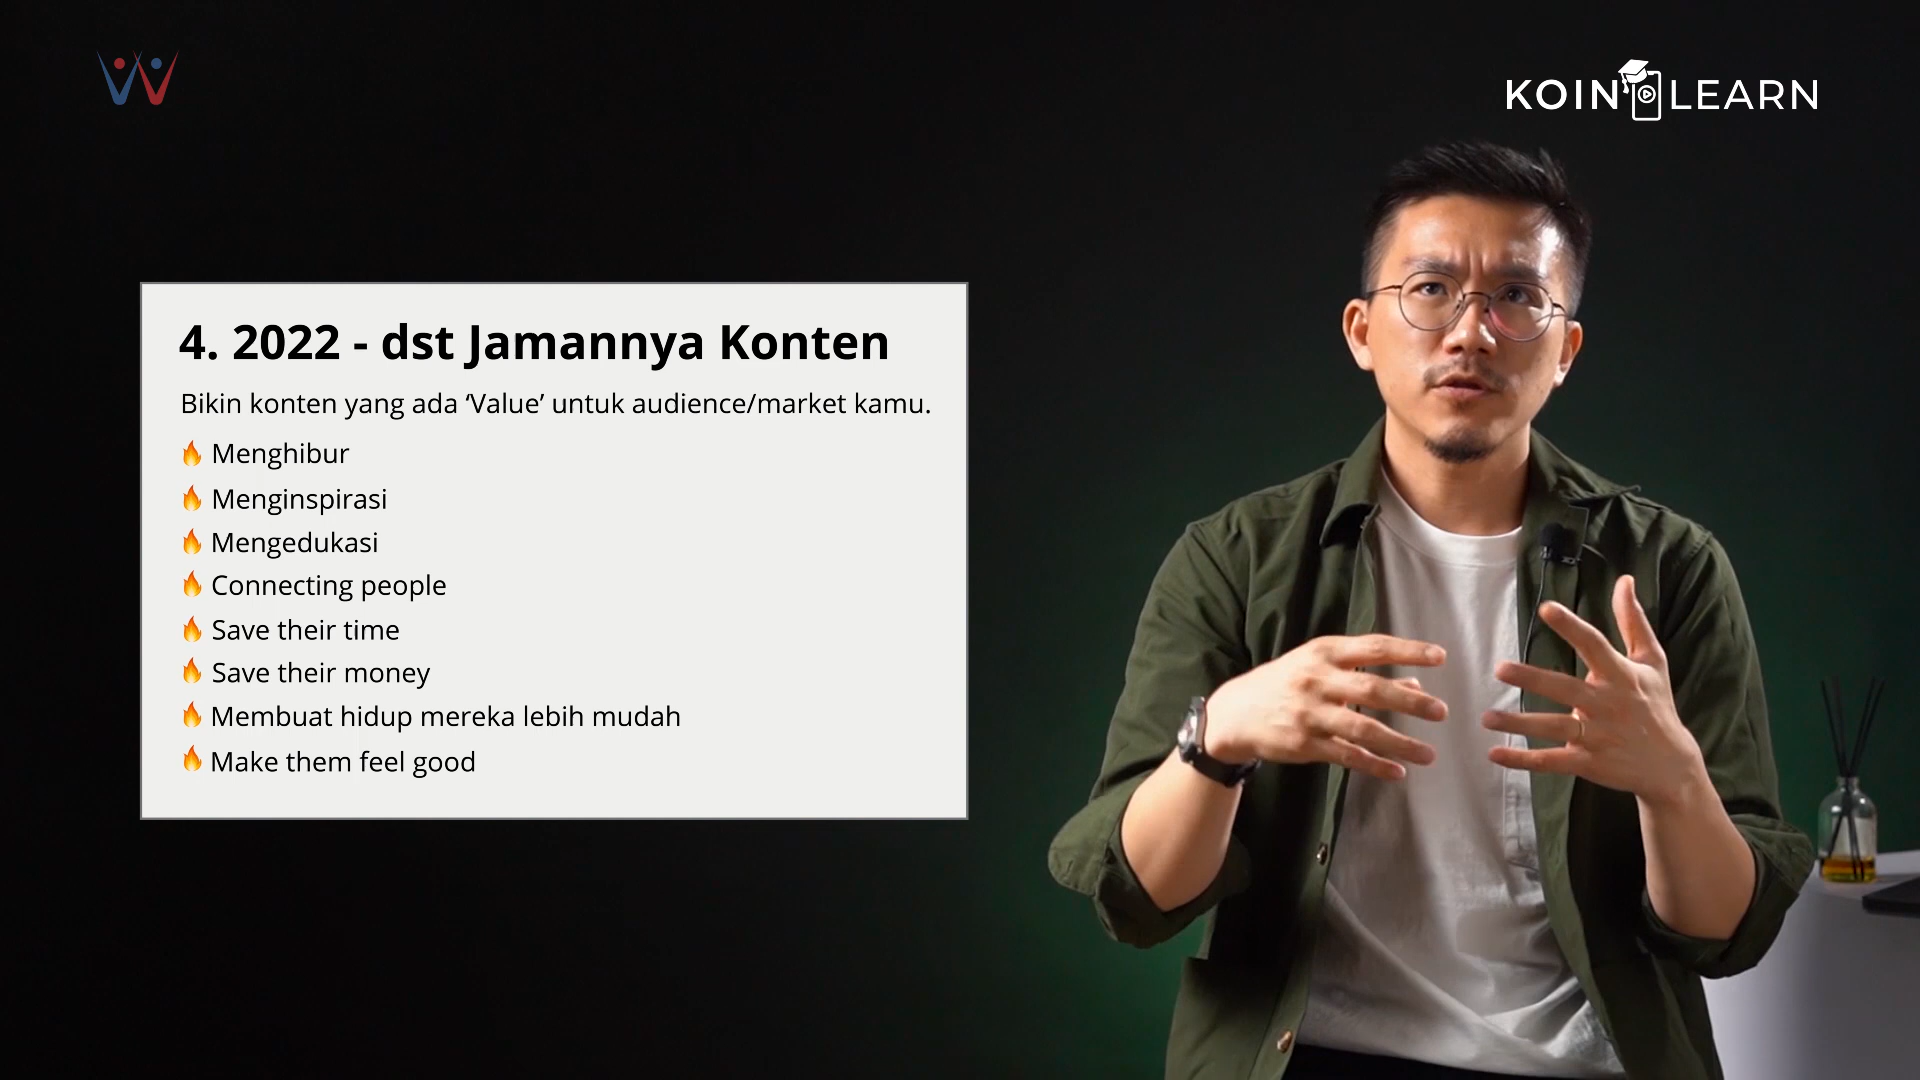 KOIN LEARN
4. 2022 - dst Jamannya Konten
Bikin konten yang ada ‘Value’ untuk audience/market kamu.
🔥 Menghibur
🔥 Menginspirasi
🔥 Mengedukasi
🔥 Connecting people
🔥 Save their time
🔥 Save their money
🔥 Membuat hidup mereka lebih mudah
🔥 Make them feel good